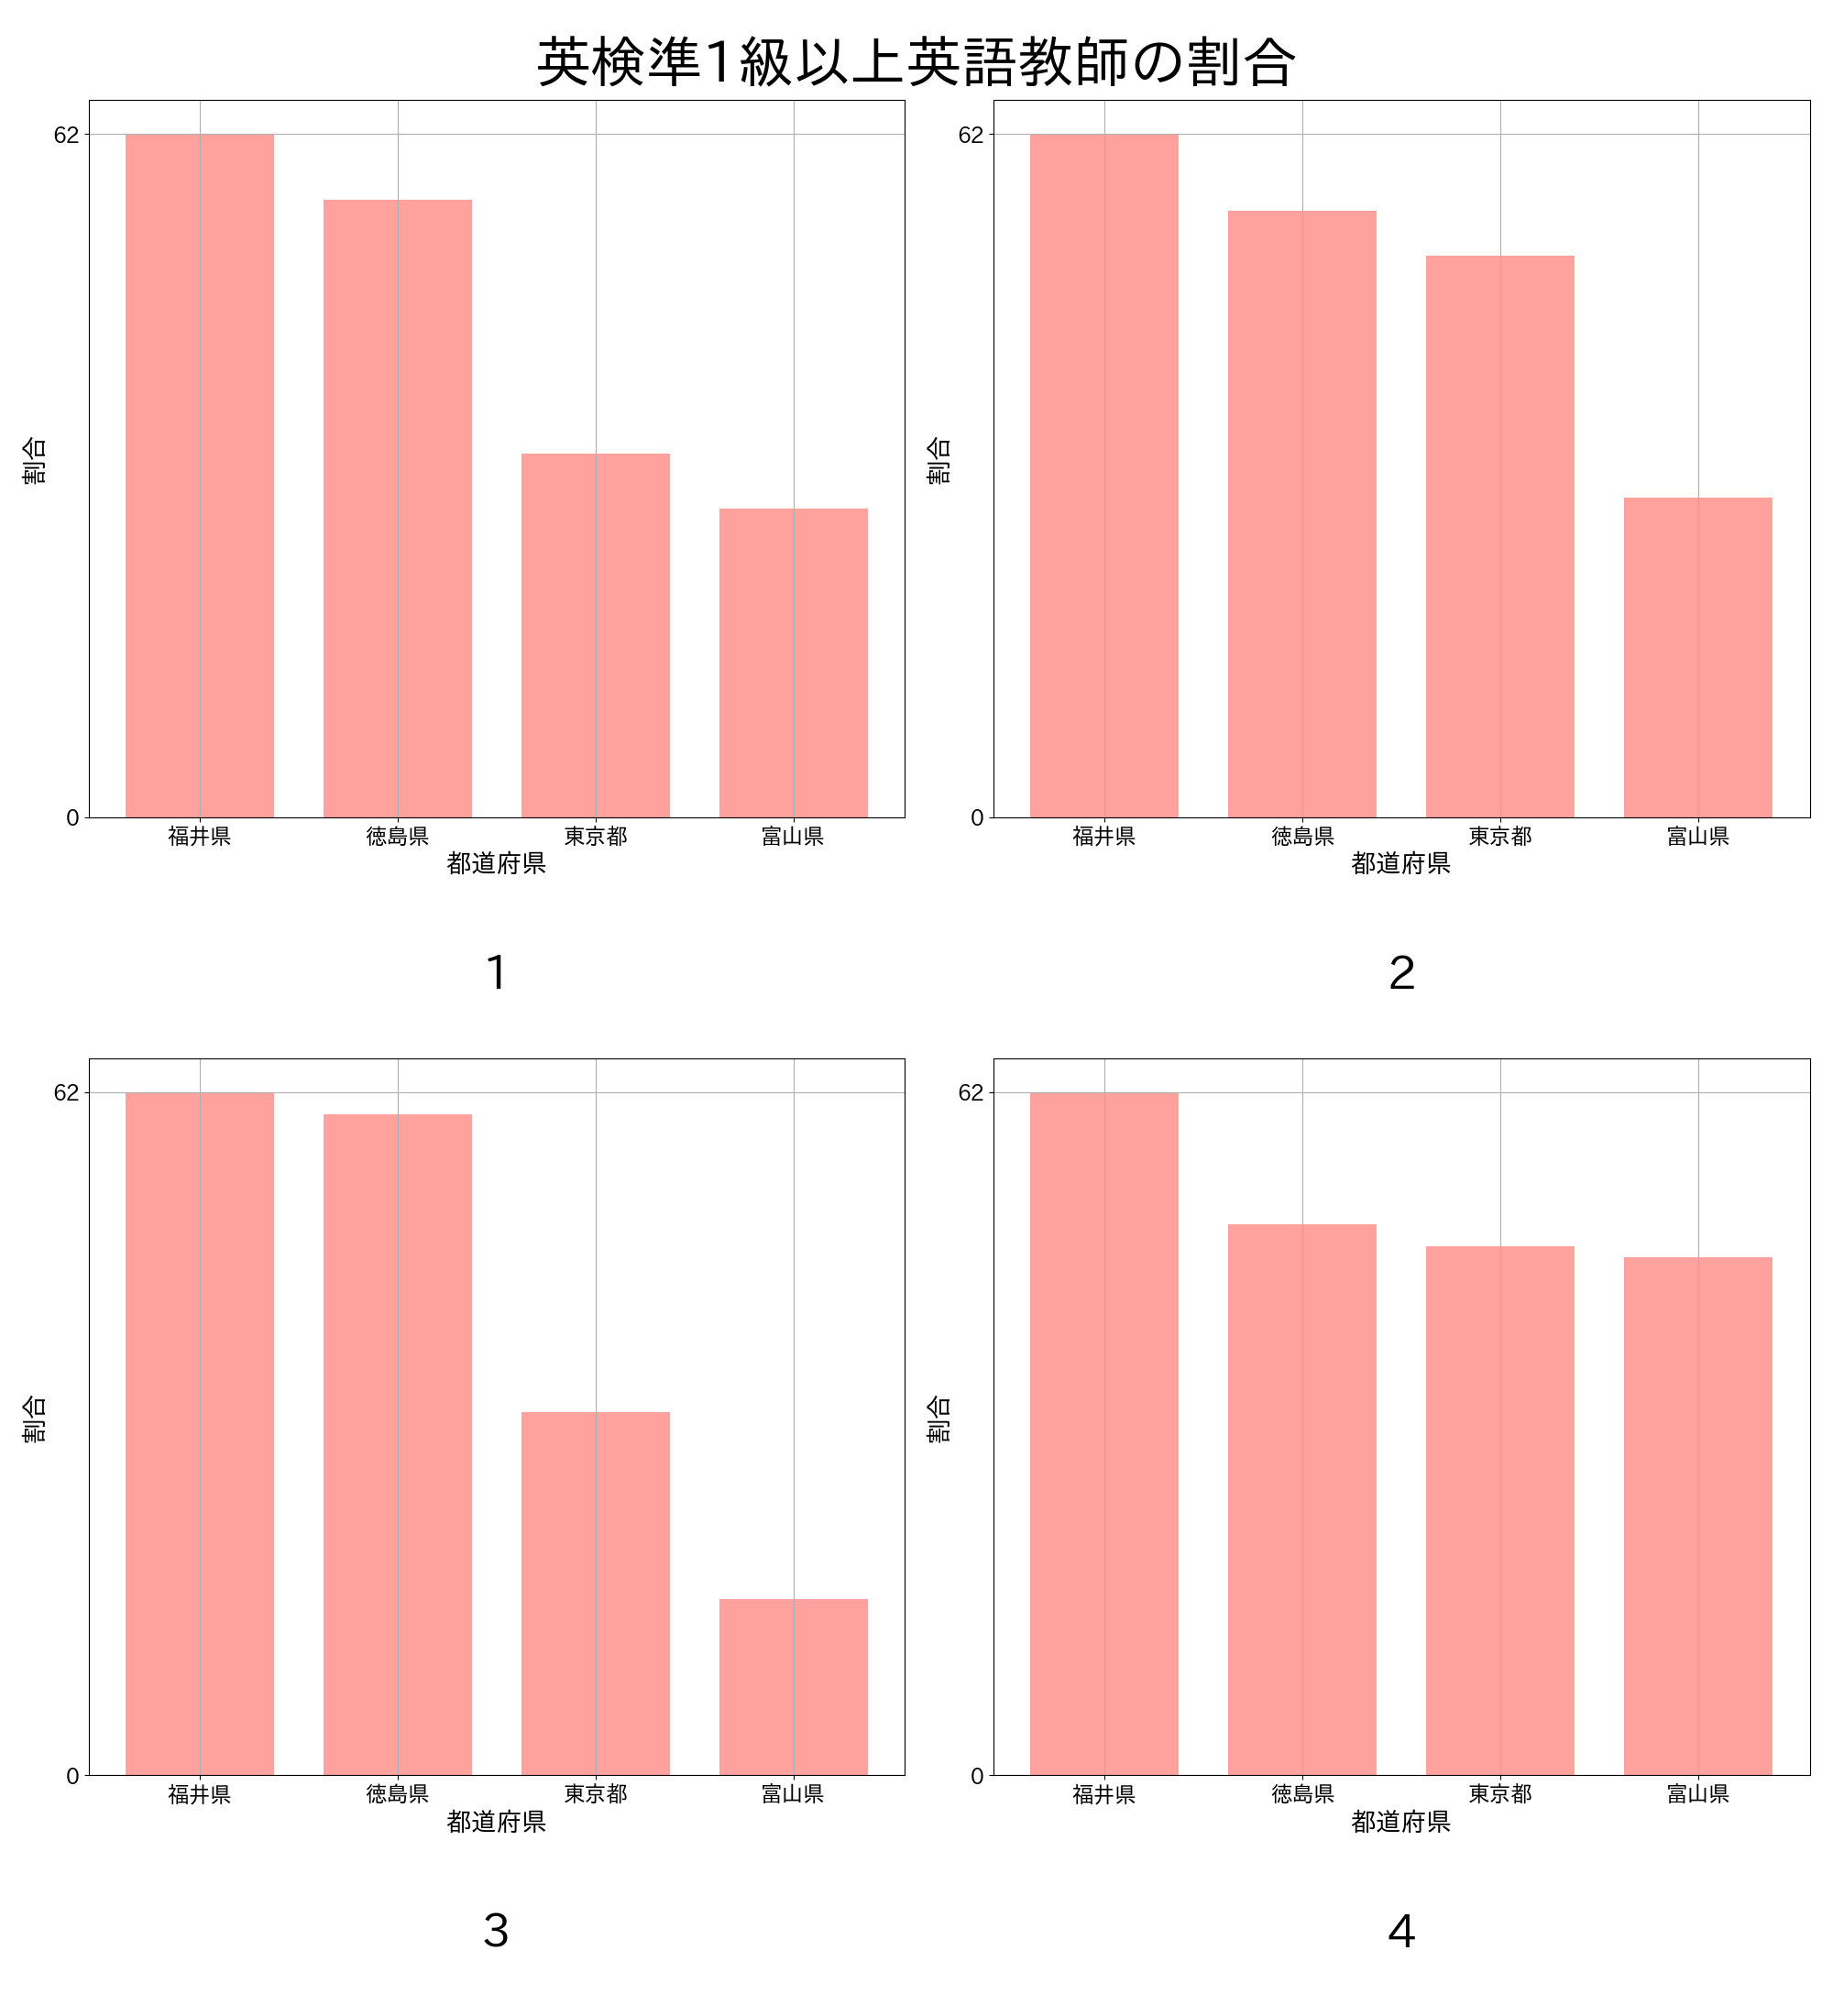 英検準1級以上英語教師の割合
62
0
割合
福井県 徳島県 東京都 富山県
都道府県
1
62
0
割合
福井県 徳島県 東京都 富山県
都道府県
2
62
0
割合
福井県 徳島県 東京都 富山県
都道府県
3
62
0
割合
福井県 徳島県 東京都 富山県
都道府県
4